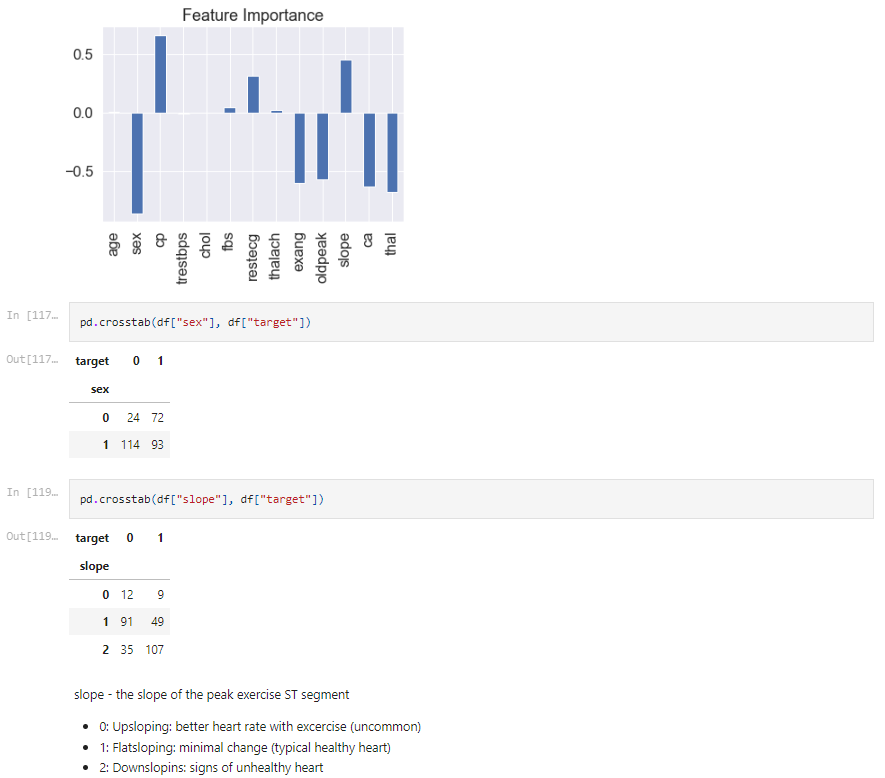 Feature Importance
0.5
0.0
−0.5
age
sex
cp
trestbps
chol
fbs
restecg
thalach
exang
oldpeak
slope
ca
thal
In [117…
pd.crosstab(df["sex"], df["target"])
Out[117…
target 0 1
sex
0 24 72
1 114 93
In [119…
pd.crosstab(df["slope"], df["target"])
Out[119…
target 0 1
slope
0 12 9
1 91 49
2 35 107
slope - the slope of the peak exercise ST segment
• 0: Upsloping: better heart rate with excercise (uncommon)
• 1: Flatsloping: minimal change (typical healthy heart)
• 2: Downslopins: signs of unhealthy heart